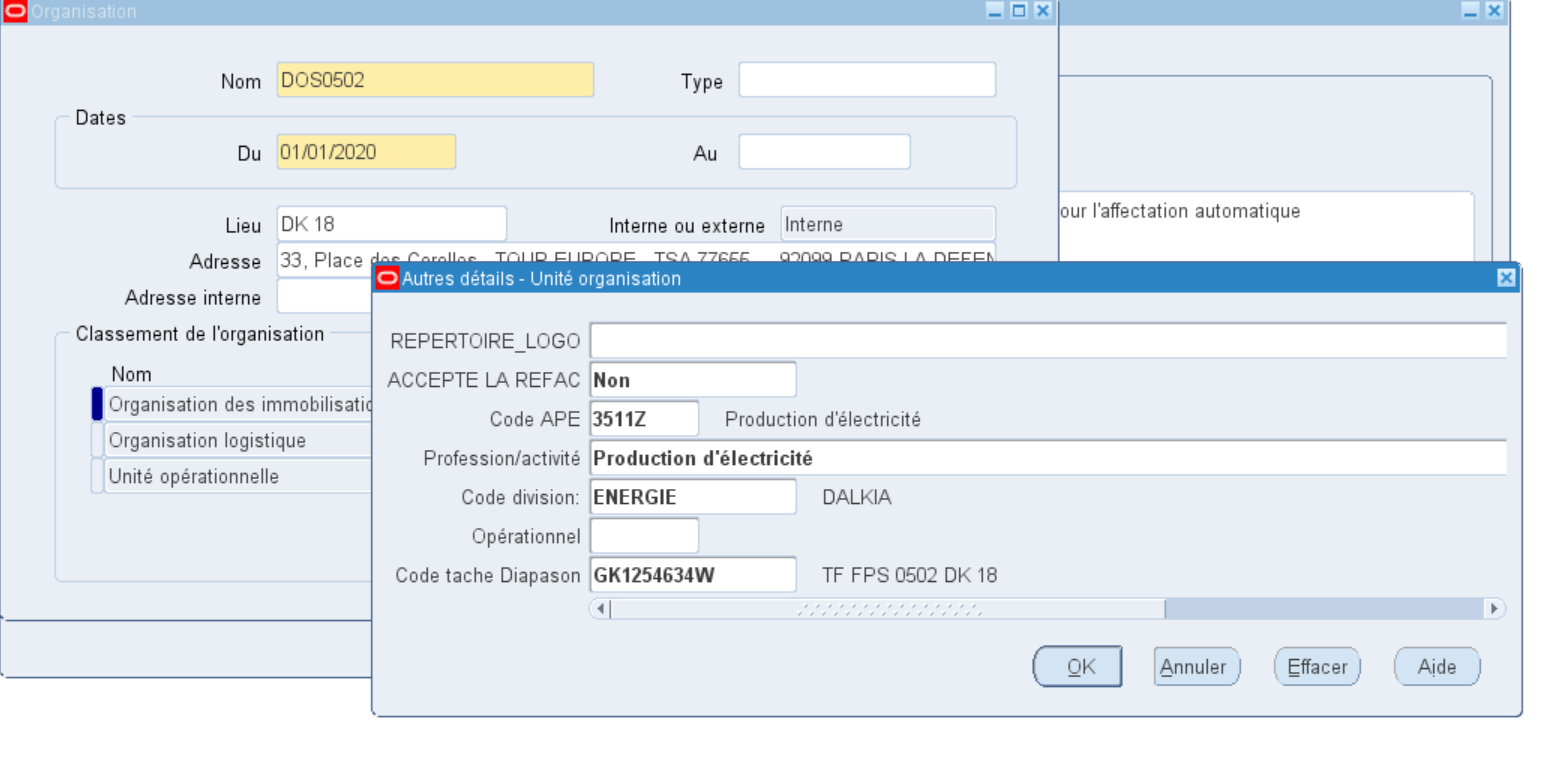 Organisation
Nom DOS0502 Type
Dates
Du 01/01/2020 Au
Lieu DK 18 Interne ou externe Interne
our l'affectation automatique
Adresse 33, Place des Corolles TOUR EUROPE TSA 77655 92099 PARIS LA DEFEN
Adresse interne
Classement de l'organisation
Nom
Organisation des immobilisatio
Organisation logistique
Unité opérationnelle
Autres détails - Unité organisation
REPERTOIRE_LOGO
ACCEPTE LA REFAC Non
Code APE 3511Z Production d'électricité
Profession/activité Production d'électricité
Code division: ENERGIE DALKIA
Opérationnel
Code tache Diapason GK1254634W TF FPS 0502 DK 18
OK Annuler Effacer Aide